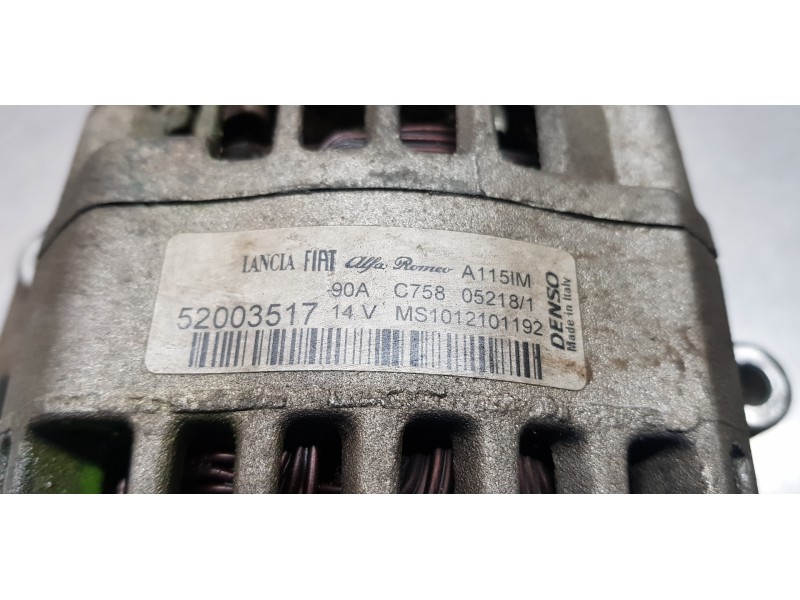 LANCIA FIAT Alfa Romeo A115IM
90A C758 05218/1
52003517 14 V MS1012101192
DENSO
Made in Italy